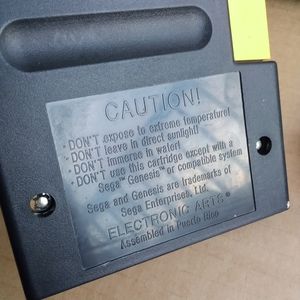 CAUTION!
• DON'T expose to extreme temperature!
• DON'T leave in direct sunlight!
• DON'T immerse in water!
• DON'T use this cartridge except with a
Sega™ Genesis™ or compatible system
Sega and Genesis are trademarks of
Sega Enterprises, Ltd.
ELECTRONIC ARTS®
Assembled in Puerto Rico